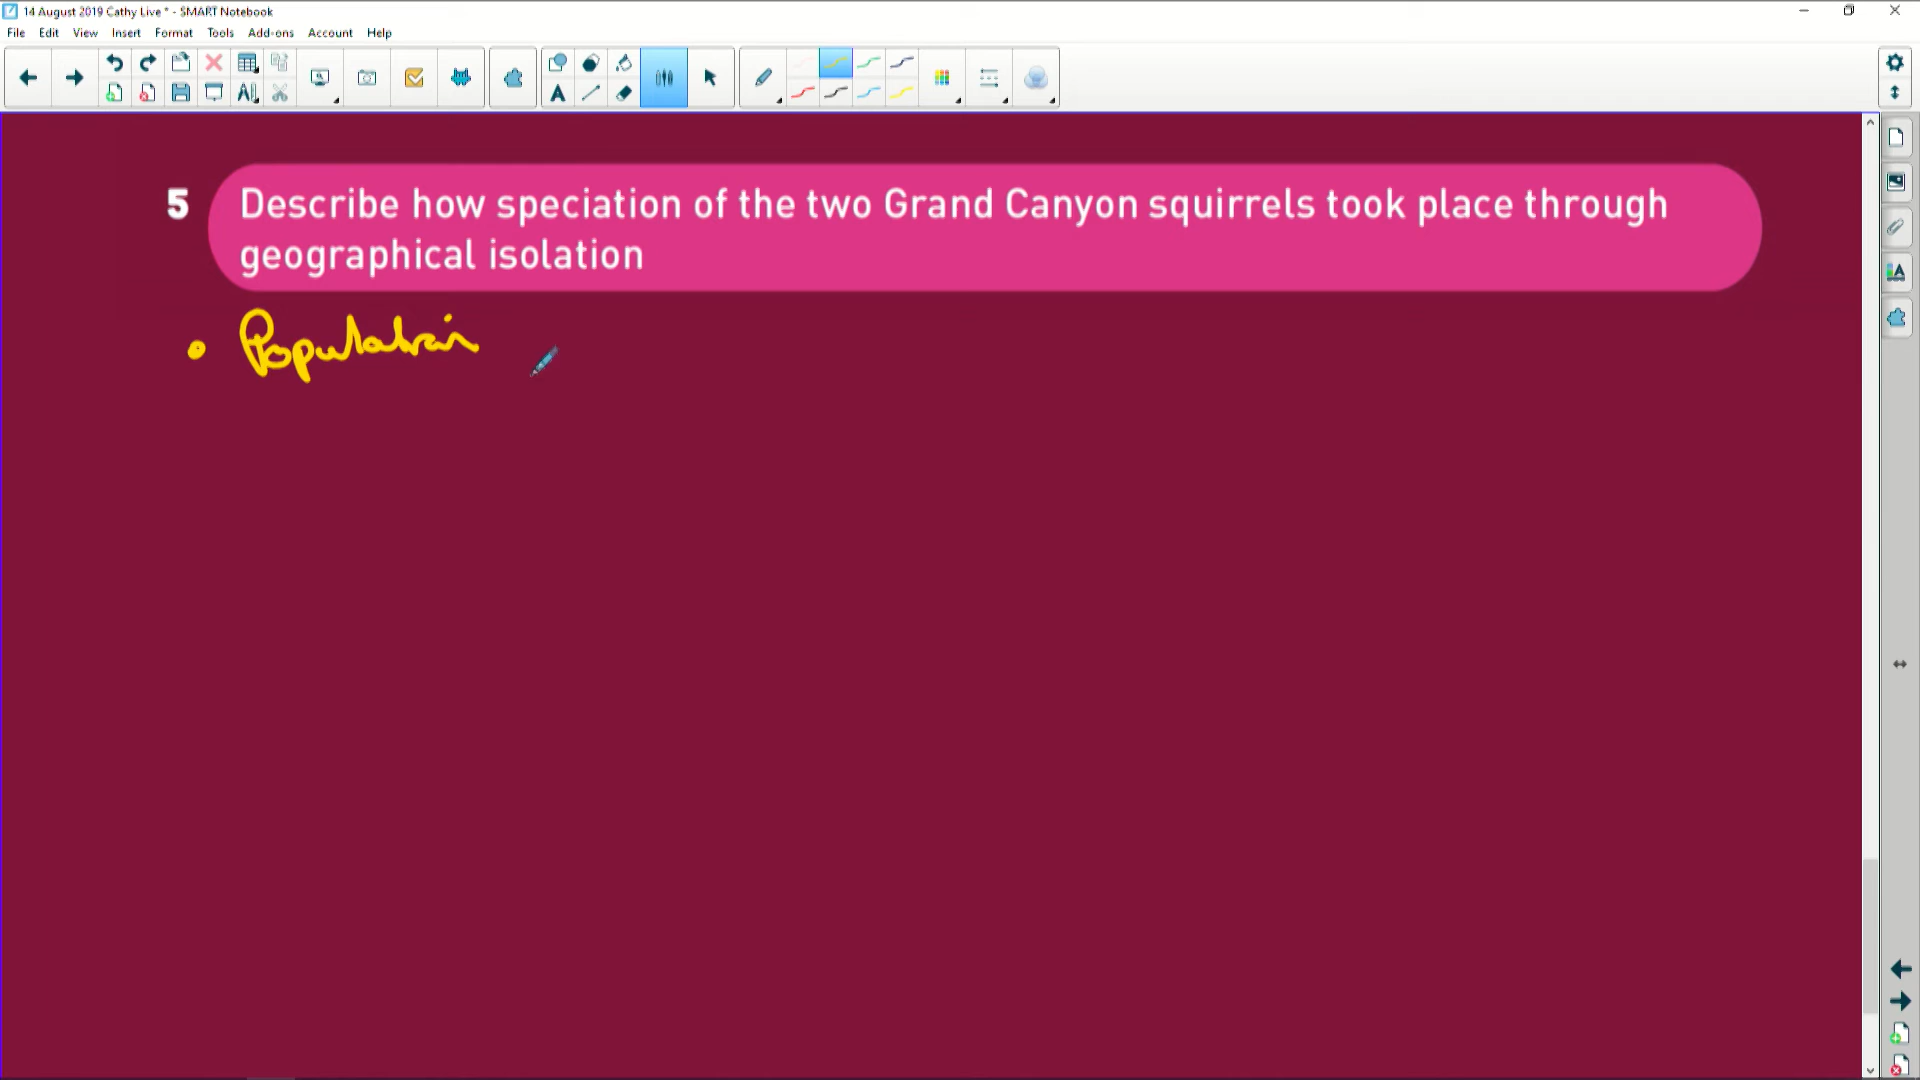 14 August 2019 Cathy Live * - SMART Notebook
File Edit View Insert Format Tools Add-ons Account Help
5 Describe how speciation of the two Grand Canyon squirrels took place through
geographical isolation
• Population